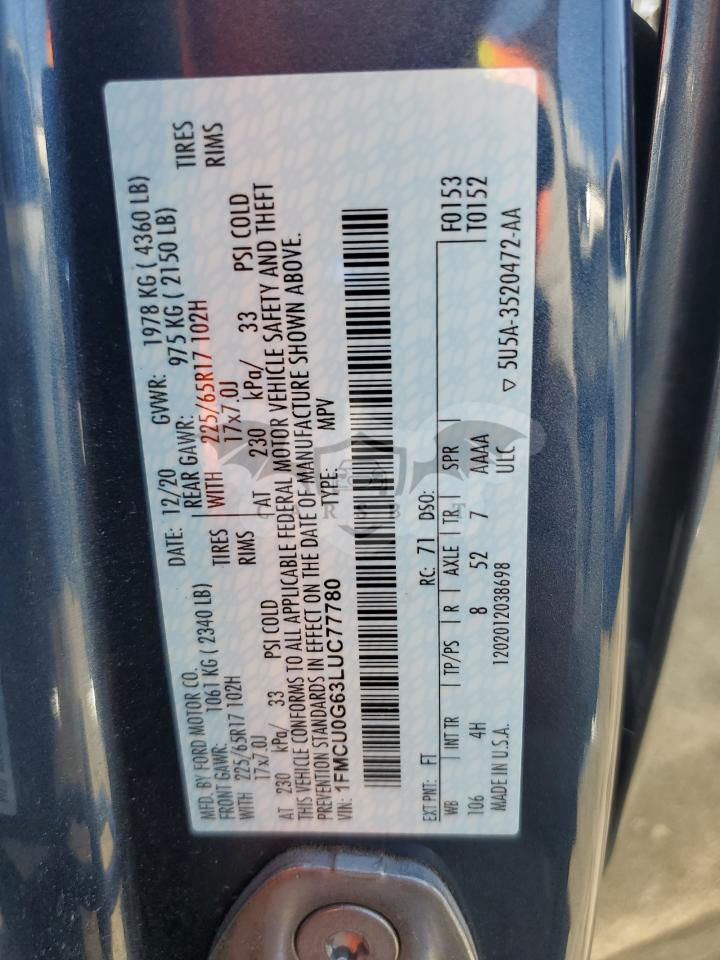 MFD. BY FORD MOTOR CO. DATE: 12/20 GVWR: 1978 KG ( 4360 LB)
FRONT GAWR: 1061 KG ( 2340 LB) REAR GAWR: 975 KG ( 2150 LB)
WITH 225/65R17 102H TIRES WITH 225/65R17 102H TIRES
17x7.0J RIMS 17x7.0J RIMS
AT 230 kPa/ 33 PSI COLD AT 230 kPa/ 33 PSI COLD
THIS VEHICLE CONFORMS TO ALL APPLICABLE FEDERAL MOTOR VEHICLE SAFETY AND THEFT
PREVENTION STANDARDS IN EFFECT ON THE DATE OF MANUFACTURE SHOWN ABOVE.
VIN: 1FMCU0G63LUC77780 TYPE: MPV
EXT PNT: FT RC: 71 DSO: F0153
WB INT TR TP/PS R AXLE TR SPR T0152
106 4H 8 52 7 AAAA
MADE IN U.S.A. 1202012038698 ULC ▽ 5U5A-3520472-AA